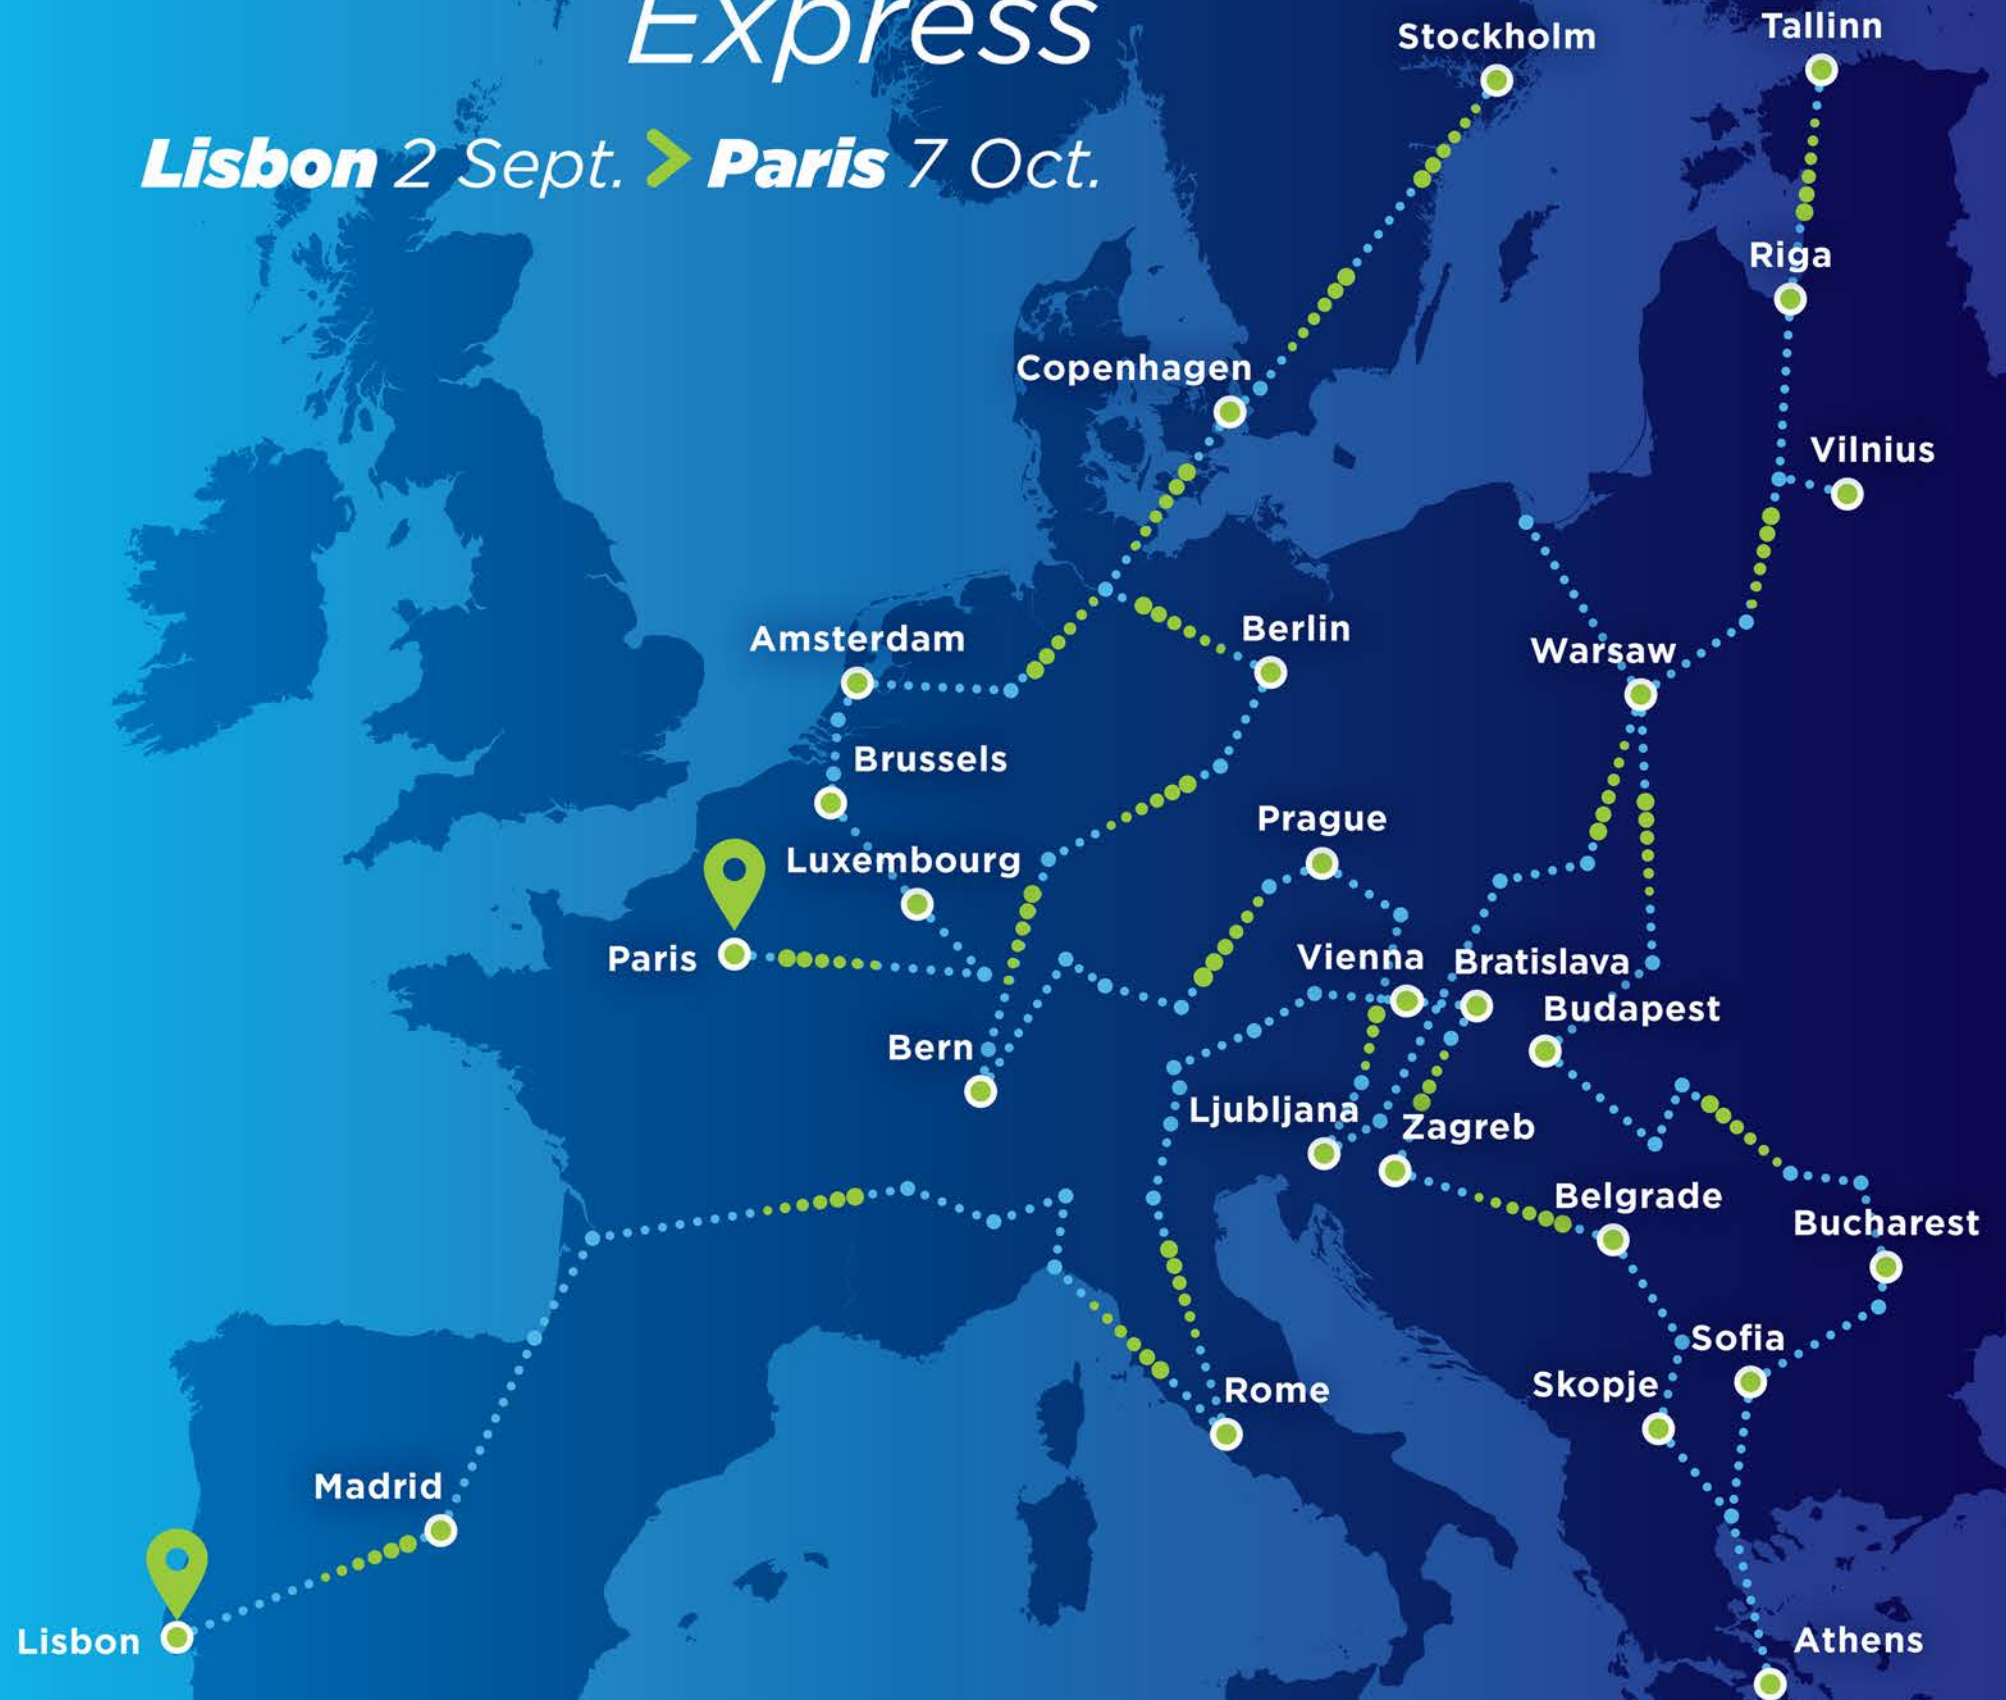 Express
Lisbon 2 Sept. > Paris 7 Oct.
Stockholm
Tallinn
Riga
Copenhagen
Vilnius
Amsterdam
Berlin
Warsaw
Brussels
Prague
Luxembourg
Paris
Vienna
Bratislava
Budapest
Bern
Ljubljana
Zagreb
Belgrade
Bucharest
Sofia
Skopje
Rome
Madrid
Lisbon
Athens